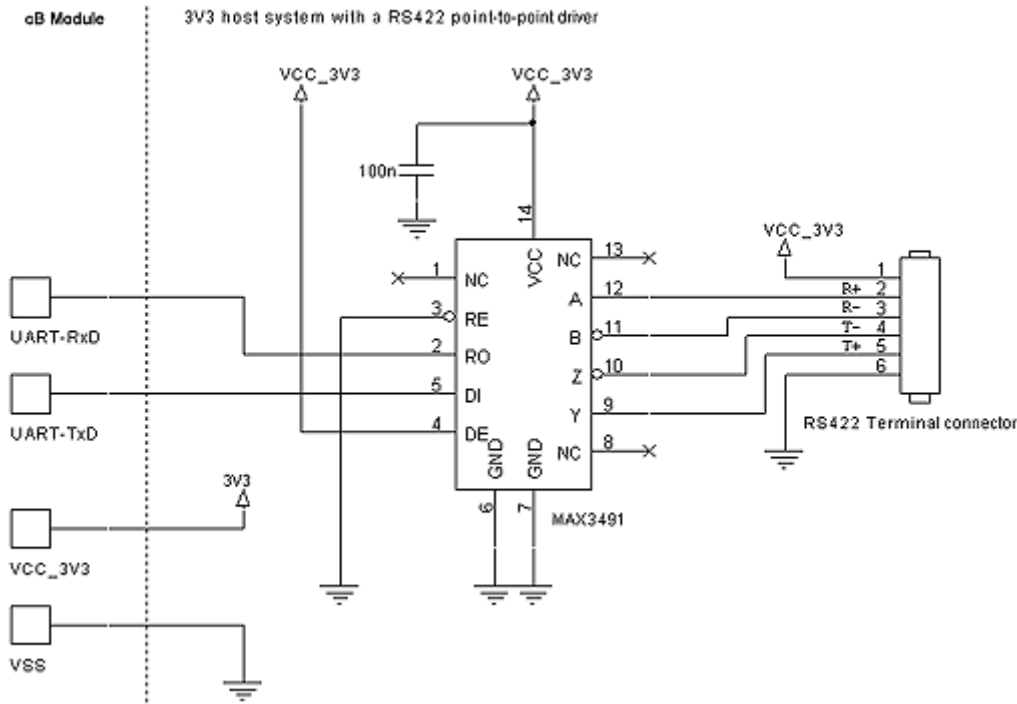 cB Module
3V3 host system with a RS422 point-to-point driver
VCC_3V3
VCC_3V3
100n
14
VCC_3V3
1
NC
VCC
NC
13
3
RE
A
12
2
RO
B
11
5
DI
Z
10
4
DE
Y
9
GND
GND
NC
8
6
7
MAX3491
1
R+ 2
R- 3
T- 4
T+ 5
6
RS422 Terminal connector
UART-RxD
UART-TxD
3V3
VCC_3V3
VSS